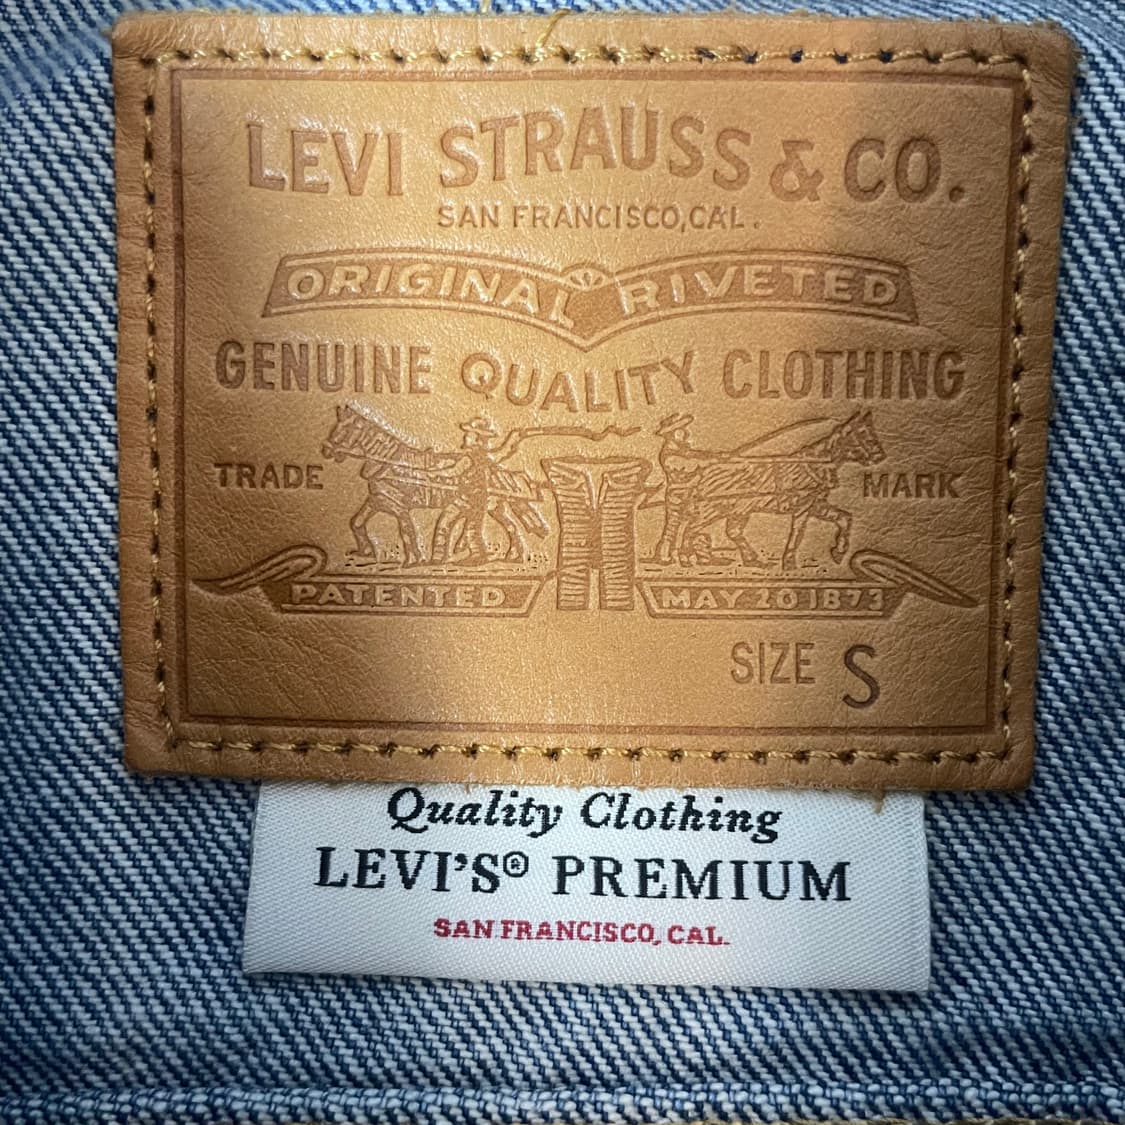 LEVI STRAUSS & CO.
SAN FRANCISCO, CAL.
ORIGINAL RIVETED
GENUINE QUALITY CLOTHING
TRADE MARK
PATENTED MAY 20 1873
SIZE S
Quality Clothing
LEVI'S® PREMIUM
SAN FRANCISCO, CAL.